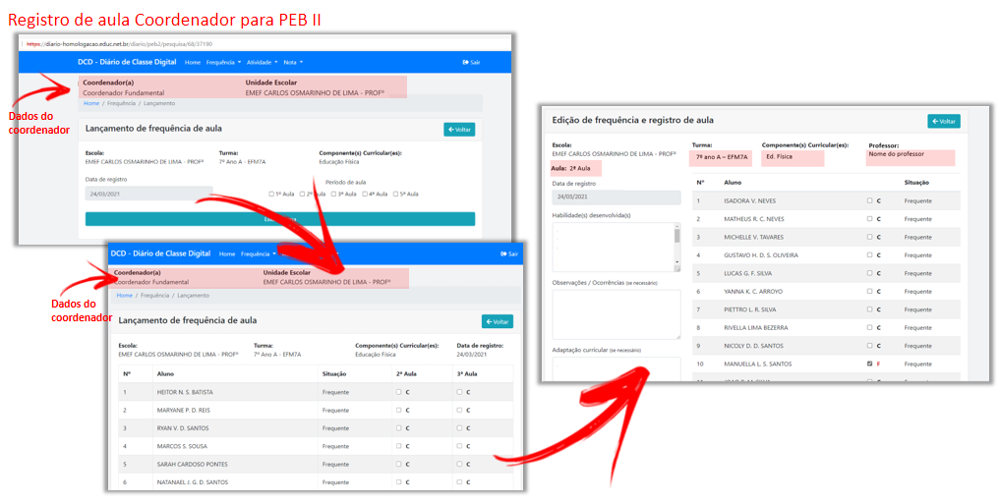 Registro de aula Coordenador para PEB II
https://diario-homologacao.educ.net.br/diario/peb2/pesquisa/68/37180
DCD - Diário de Classe Digital Home Frequência Atividade Nota Sair
Coordenador(a) Unidade Escolar
Coordenador Fundamental EMEF CARLOS OSMARINHO DE LIMA - PROFº
Home / Frequência / Lançamento
Dados do
coordenador
Lançamento de frequência de aula Voltar
Escola: Turma: Componente(s) Curricular(es):
EMEF CARLOS OSMARINHO DE LIMA - PROFº 7º Ano A - EFM7A Educação Física
Data de registro Período de aula
24/03/2021 1ª Aula 2ª Aula 3ª Aula 4ª Aula 5ª Aula
DCD - Diário de Classe Digital Home Frequência Sair
Coordenador(a) Unidade Escolar
Coordenador Fundamental EMEF CARLOS OSMARINHO DE LIMA - PROFº
Home / Frequência / Lançamento
Dados do
coordenador
Lançamento de frequência de aula Voltar
Escola: Turma: Componente(s) Curricular(es): Data de registro:
EMEF CARLOS OSMARINHO DE LIMA - PROFº 7º Ano A - EFM7A Educação Física 24/03/2021
Nº Aluno Situação 2ª Aula 3ª Aula
1 HEITOR N. S. BATISTA Frequente C C
2 MARYANE P. D. REIS Frequente C C
3 RYAN V. D. SANTOS Frequente C C
4 MARCOS S. SOUSA Frequente C C
5 SARAH CARDOSO PONTES Frequente C C
6 NATANAEL J. G. D. SANTOS Frequente C C
Edição de frequência e registro de aula Voltar
Escola: Turma: Componente(s) Curricular(es): Professor:
EMEF CARLOS OSMARINHO DE LIMA - PROFº 7º ano A – EFM7A Ed. Física Nome do professor
Aula: 2ª Aula
Data de registro
24/03/2021
Habilidade(s) desenvolvida(s)
Observações / Ocorrências (se necessário)
Adaptação curricular (se necessário)
Nº Aluno Situação
1 ISADORA V. NEVES C Frequente
2 MATHEUS R. C. NEVES C Frequente
3 MICHELLE V. TAVARES C Frequente
4 GUSTAVO H. D. S. OLIVEIRA C Frequente
5 LUCAS G. F. SILVA C Frequente
6 YANNA K. C. ARROYO C Frequente
7 PIETTRO L. R. SILVA C Frequente
8 RIVELLA LIMA BEZERRA C Frequente
9 NICOLY D. D. SANTOS C Frequente
10 MANUELLA L. S. SANTOS F Frequente